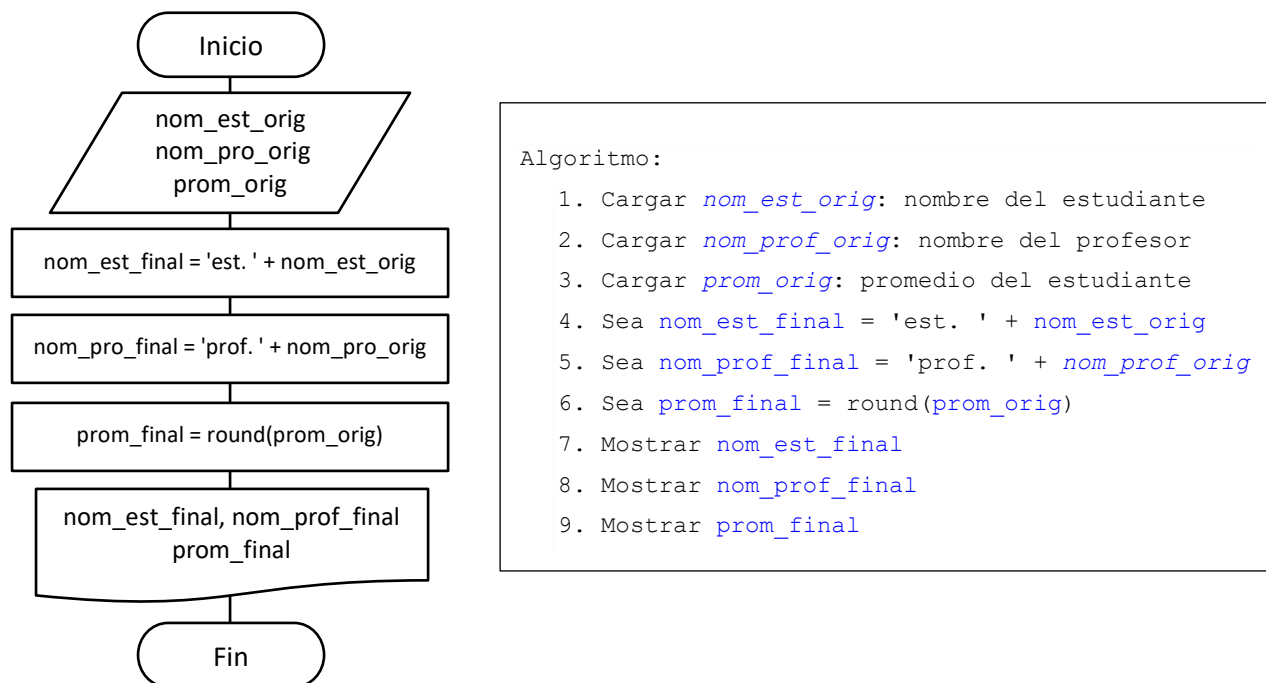 Inicio
nom_est_orig
nom_pro_orig
prom_orig
nom_est_final = 'est. ' + nom_est_orig
nom_pro_final = 'prof. ' + nom_pro_orig
prom_final = round(prom_orig)
nom_est_final, nom_prof_final
prom_final
Fin
Algoritmo:
1. Cargar nom_est_orig: nombre del estudiante
2. Cargar nom_prof_orig: nombre del profesor
3. Cargar prom_orig: promedio del estudiante
4. Sea nom_est_final = 'est. ' + nom_est_orig
5. Sea nom_prof_final = 'prof. ' + nom_prof_orig
6. Sea prom_final = round(prom_orig)
7. Mostrar nom_est_final
8. Mostrar nom_prof_final
9. Mostrar prom_final